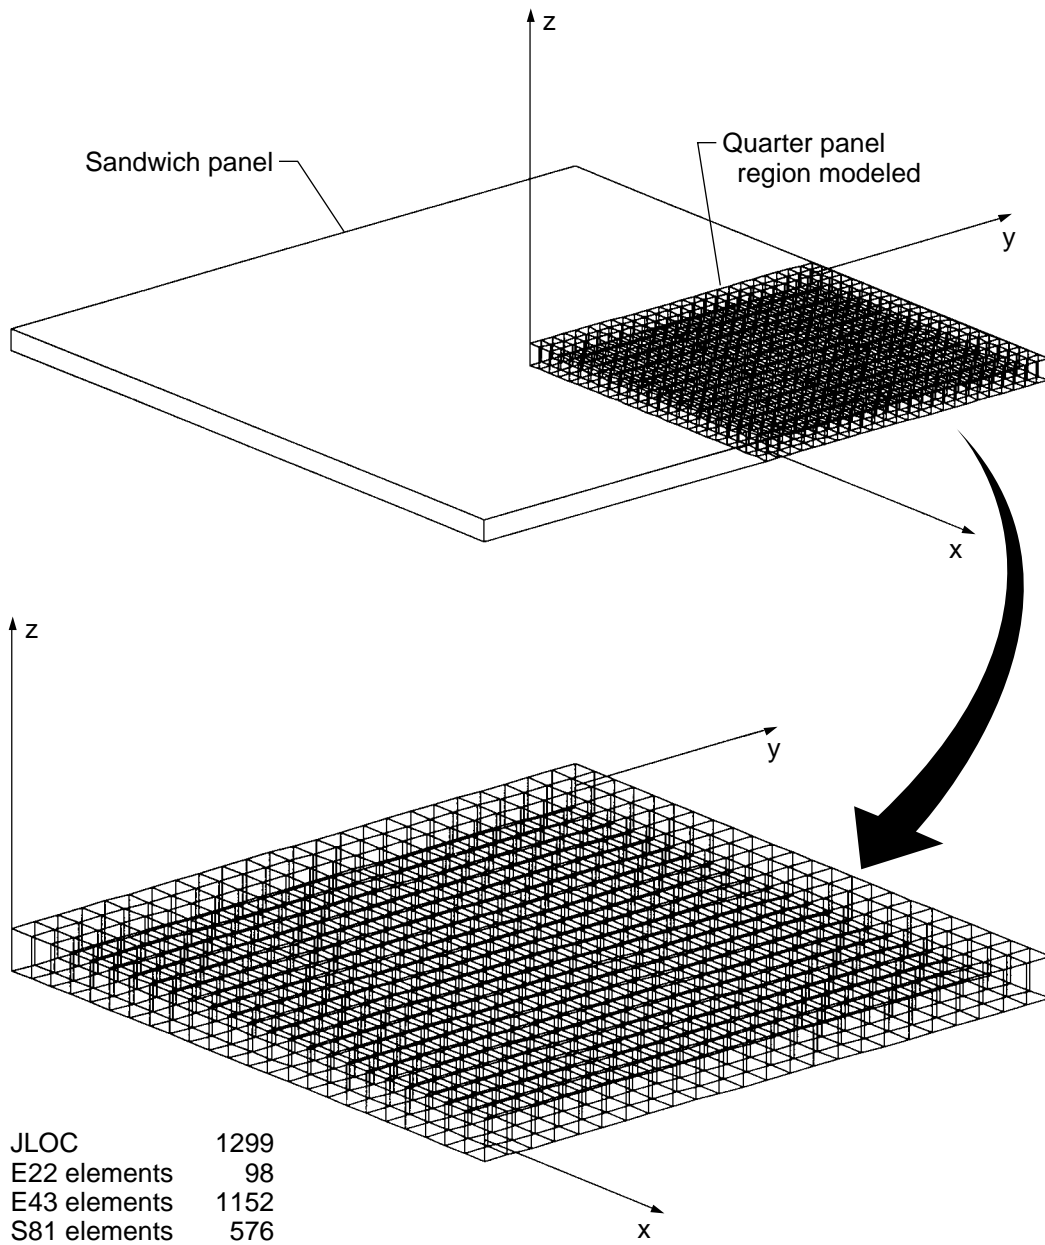 z
Sandwich panel
Quarter panel
region modeled
y
x
z
y
JLOC 1299
E22 elements 98
E43 elements 1152
S81 elements 576
x